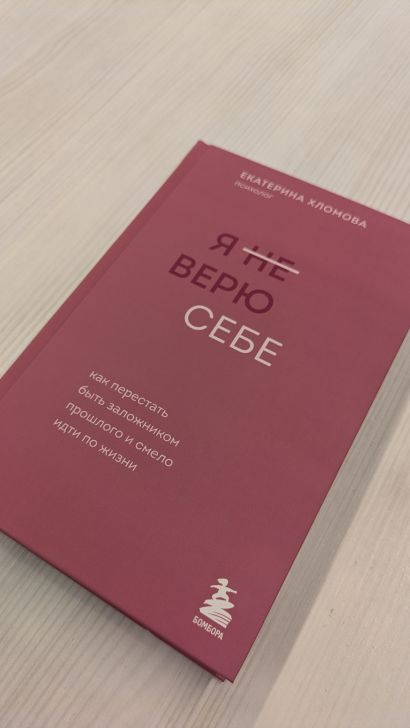 ЕКАТЕРИНА ХЛОМОВА
ПСИХОЛОГ
Я НЕ
ВЕРЮ
СЕБЕ
как перестать
быть заложником
прошлого и смело
идти по жизни
БОМБОРА